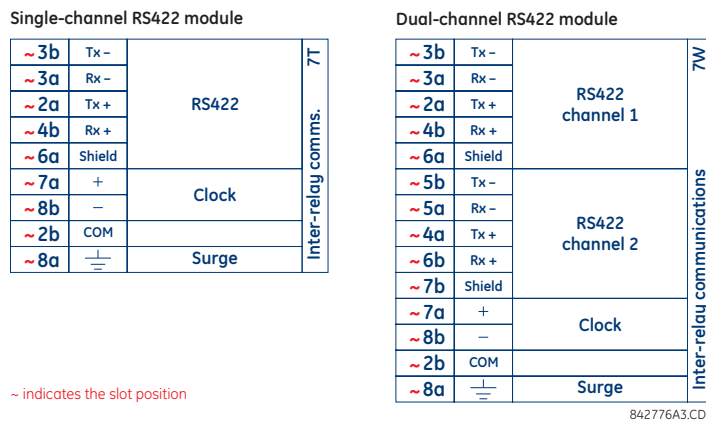 Single-channel RS422 module
~3b Tx –
~3a Rx –
~2a Tx +
~4b Rx +
~6a Shield
RS422
~7a +
~8b –
Clock
~2b COM
~8a Surge
7T
Inter-relay comms.
~ indicates the slot position
Dual-channel RS422 module
~3b Tx –
~3a Rx –
~2a Tx +
~4b Rx +
~6a Shield
RS422
channel 1
~5b Tx –
~5a Rx –
~4a Tx +
~6b Rx +
~7b Shield
RS422
channel 2
~7a +
~8b –
Clock
~2b COM
~8a Surge
7W
Inter-relay communications
842776A3.CD